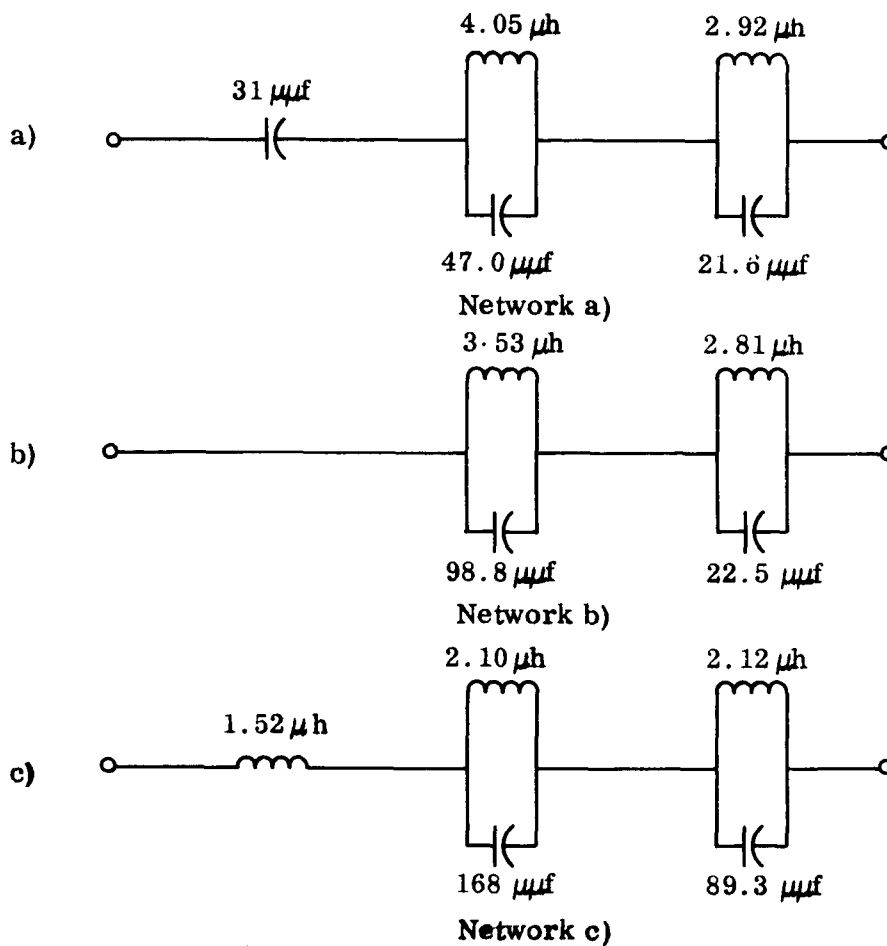 4.05 μh 2.92 μh
31 μμf
a)
47.0 μμf 21.6 μμf
Network a)
3.53 μh 2.81 μh
b)
98.8 μμf 22.5 μμf
Network b)
2.10 μh 2.12 μh
1.52 μh
c)
168 μμf 89.3 μμf
Network c)